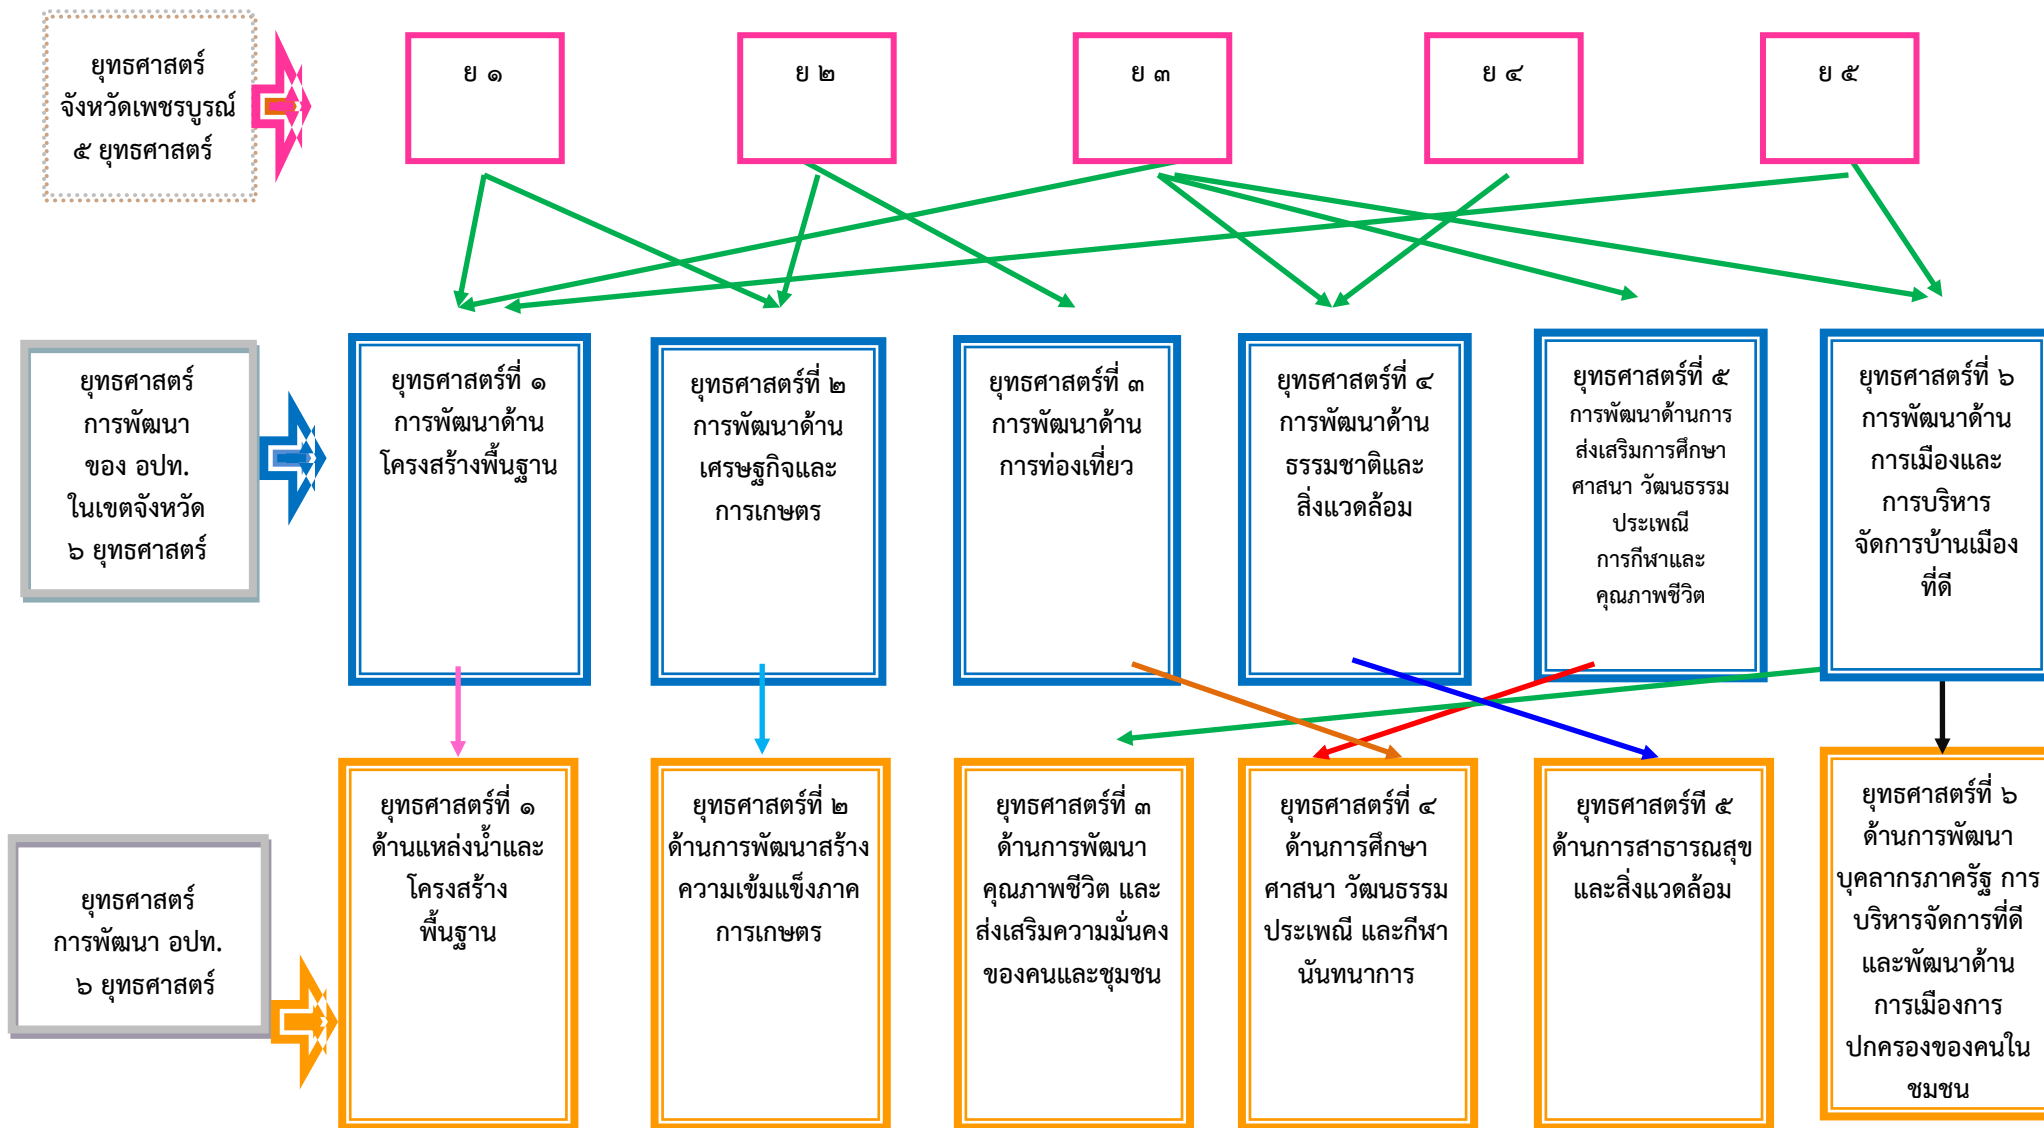 ยุทธศาสตร์
จังหวัดเพชรบูรณ์
๕ ยุทธศาสตร์
ย ๑
ย ๒
ย ๓
ย ๔
ย ๕
ยุทธศาสตร์
การพัฒนา
ของ อปท.
ในเขตจังหวัด
๖ ยุทธศาสตร์
ยุทธศาสตร์ที่ ๑
การพัฒนาด้าน
โครงสร้างพื้นฐาน
ยุทธศาสตร์ที่ ๒
การพัฒนาด้าน
เศรษฐกิจและ
การเกษตร
ยุทธศาสตร์ที่ ๓
การพัฒนาด้าน
การท่องเที่ยว
ยุทธศาสตร์ที่ ๔
การพัฒนาด้าน
ธรรมชาติและ
สิ่งแวดล้อม
ยุทธศาสตร์ที่ ๕
การพัฒนาด้านการ
ส่งเสริมการศึกษา
ศาสนา วัฒนธรรม
ประเพณี
การกีฬาและ
คุณภาพชีวิต
ยุทธศาสตร์ที่ ๖
การพัฒนาด้าน
การเมืองและ
การบริหาร
จัดการบ้านเมือง
ที่ดี
ยุทธศาสตร์
การพัฒนา อปท.
๖ ยุทธศาสตร์
ยุทธศาสตร์ที่ ๑
ด้านแหล่งน้ำและ
โครงสร้าง
พื้นฐาน
ยุทธศาสตร์ที่ ๒
ด้านการพัฒนาสร้าง
ความเข้มแข็งภาค
การเกษตร
ยุทธศาสตร์ที่ ๓
ด้านการพัฒนา
คุณภาพชีวิต และ
ส่งเสริมความมั่นคง
ของคนและชุมชน
ยุทธศาสตร์ที่ ๔
ด้านการศึกษา
ศาสนา วัฒนธรรม
ประเพณี และกีฬา
นันทนาการ
ยุทธศาสตร์ที ๕
ด้านการสาธารณสุข
และสิ่งแวดล้อม
ยุทธศาสตร์ที่ ๖
ด้านการพัฒนา
บุคลากรภาครัฐ การ
บริหารจัดการที่ดี
และพัฒนาด้าน
การเมืองการ
ปกครองของคนใน
ชุมชน